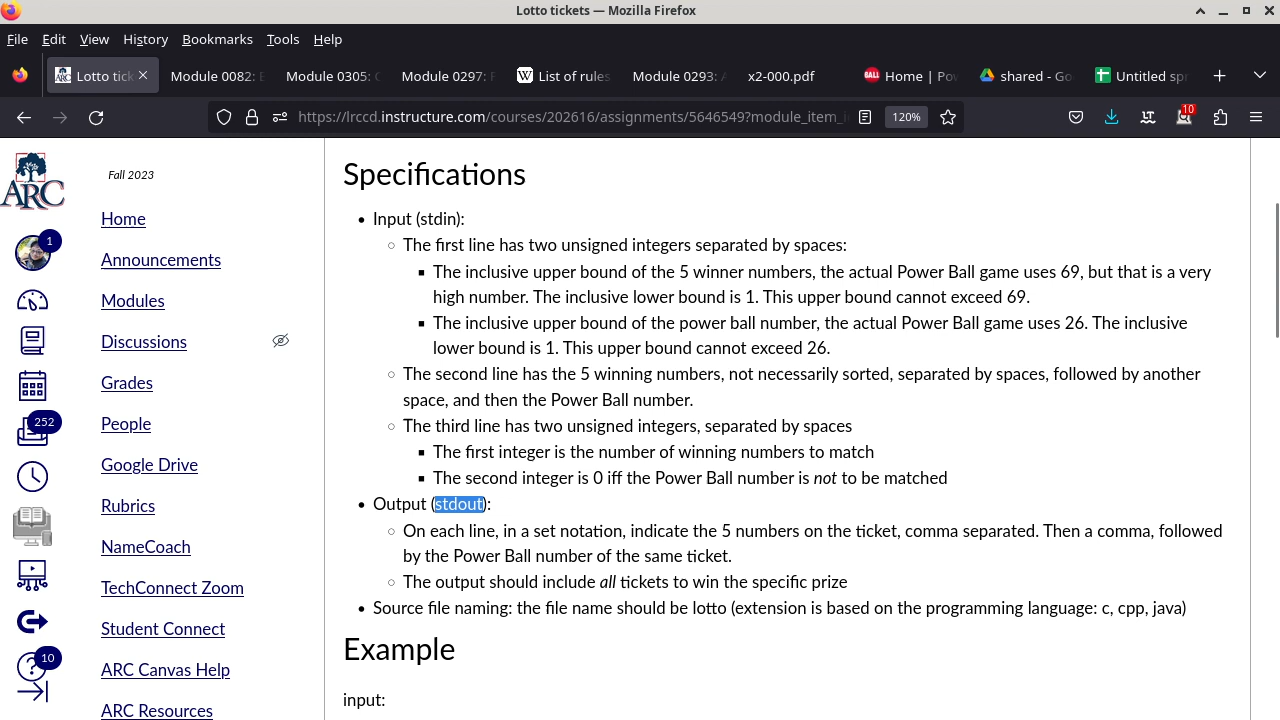 Lotto tickets — Mozilla Firefox
File Edit View History Bookmarks Tools Help
Lotto tick Module 0082: E Module 0305: C Module 0297: F List of rules Module 0293: A x2-000.pdf Home | Pow shared - Go Untitled spr
https://lrccd.instructure.com/courses/202616/assignments/5646549?module_item_i 120% 10
ARC
Fall 2023
Home
Announcements
Modules
Discussions
Grades
People
Google Drive
Rubrics
NameCoach
TechConnect Zoom
Student Connect
ARC Canvas Help
ARC Resources
1
252
10
Specifications
• Input (stdin):
○ The first line has two unsigned integers separated by spaces:
▪ The inclusive upper bound of the 5 winner numbers, the actual Power Ball game uses 69, but that is a very
high number. The inclusive lower bound is 1. This upper bound cannot exceed 69.
▪ The inclusive upper bound of the power ball number, the actual Power Ball game uses 26. The inclusive
lower bound is 1. This upper bound cannot exceed 26.
○ The second line has the 5 winning numbers, not necessarily sorted, separated by spaces, followed by another
space, and then the Power Ball number.
○ The third line has two unsigned integers, separated by spaces
▪ The first integer is the number of winning numbers to match
▪ The second integer is 0 iff the Power Ball number is not to be matched
• Output (stdout):
○ On each line, in a set notation, indicate the 5 numbers on the ticket, comma separated. Then a comma, followed
by the Power Ball number of the same ticket.
○ The output should include all tickets to win the specific prize
• Source file naming: the file name should be lotto (extension is based on the programming language: c, cpp, java)
Example
input: